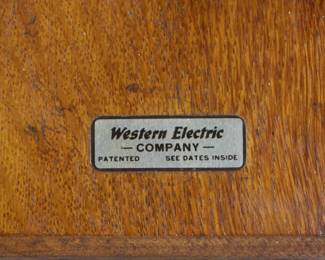 Western Electric
— COMPANY —
PATENTED SEE DATES INSIDE